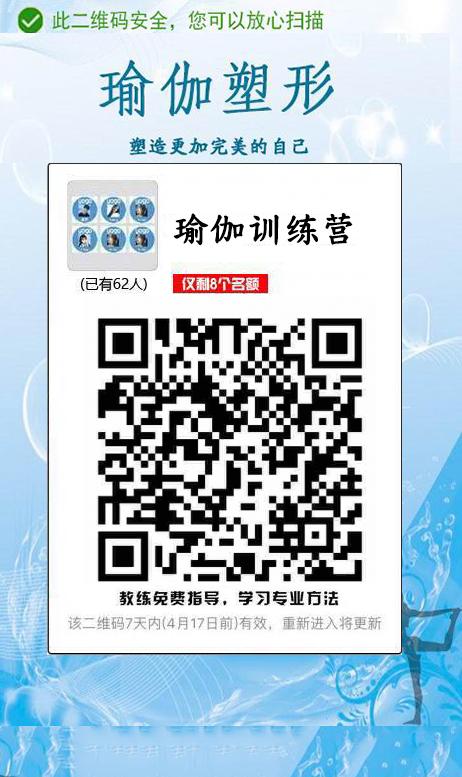 此二维码安全，您可以放心扫描
瑜伽塑形
塑造更加完美的自己
瑜伽训练营
(已有62人)
仅剩8个名额
教练免费指导，学习专业方法
该二维码7天内(4月17日前)有效，重新进入将更新